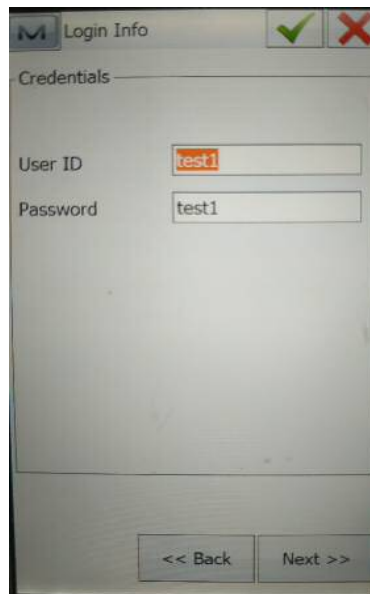 Login Info
Credentials
User ID test1
Password test1
<< Back Next >>